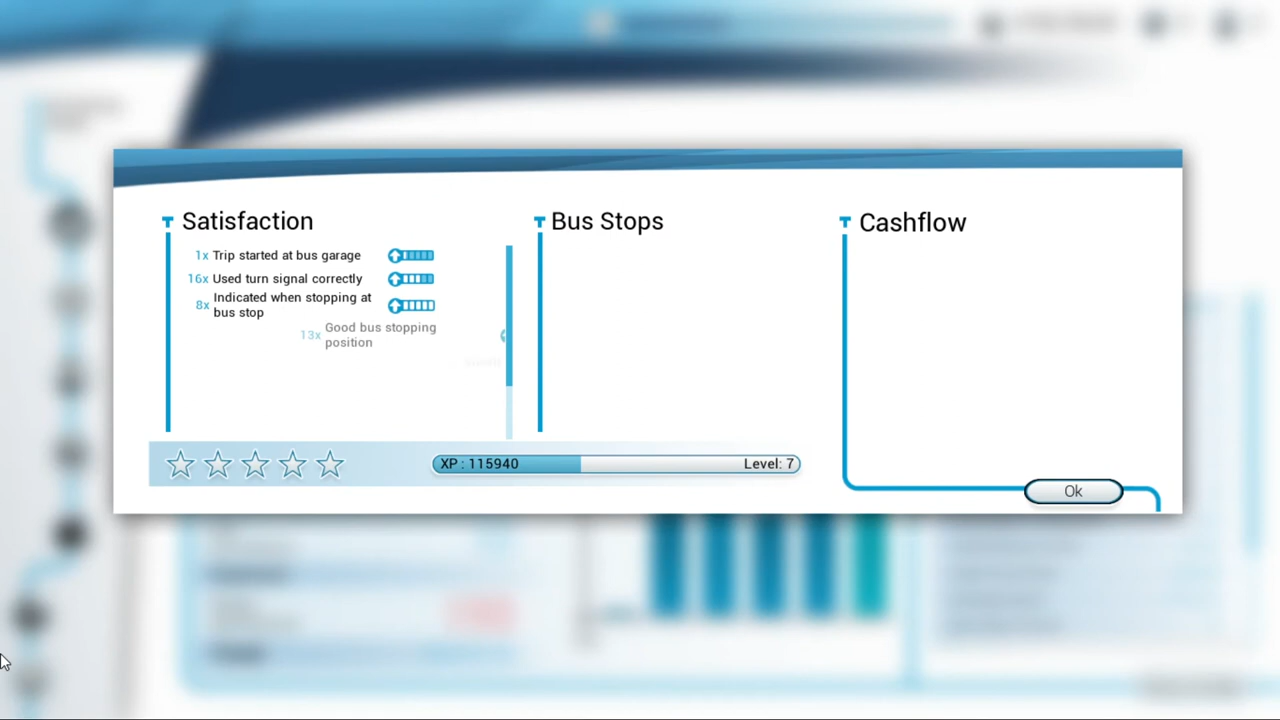 Satisfaction
1x Trip started at bus garage
16x Used turn signal correctly
8x Indicated when stopping at
bus stop
13x Good bus stopping
position
XP : 115940
Level: 7
Bus Stops
Cashflow
Ok